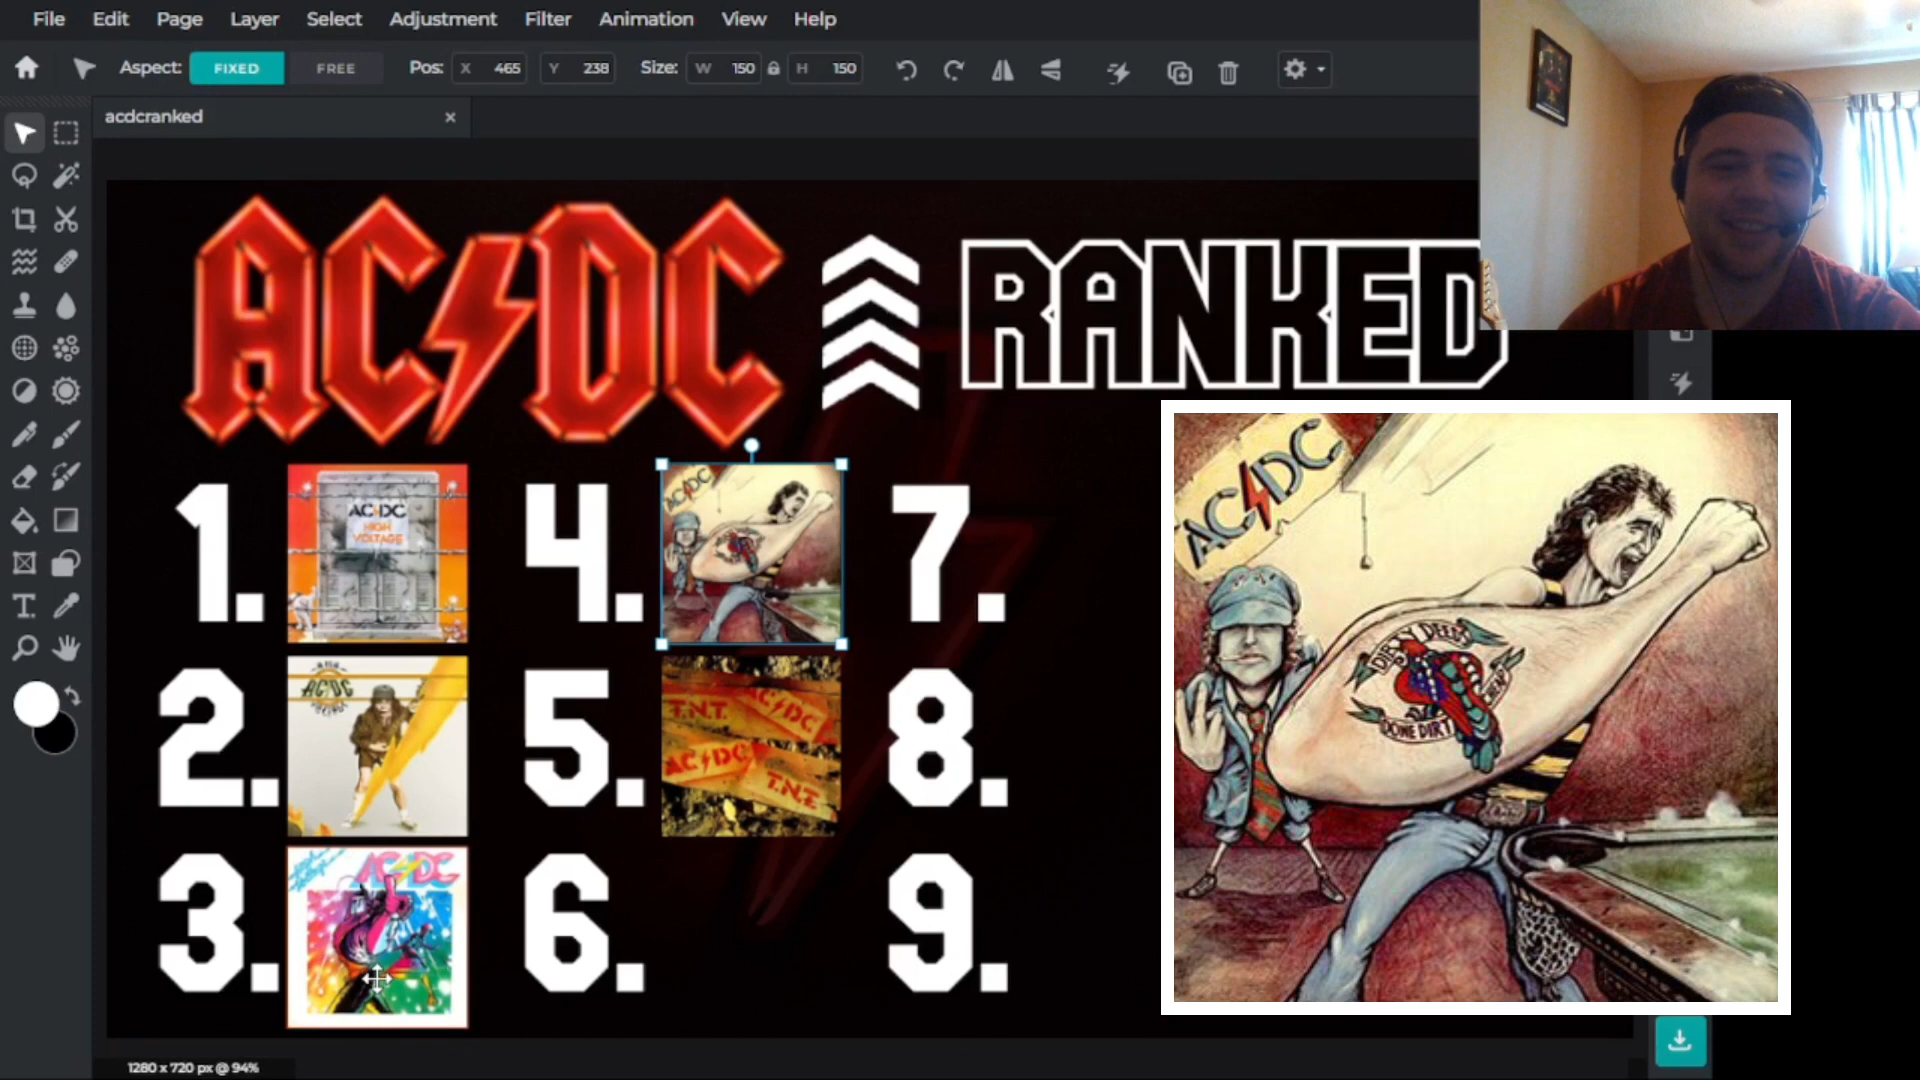 File Edit Page Layer Select Adjustment Filter Animation View Help
Aspect: FIXED FREE Pos: X 465 Y 238 Size: W 150 H 150
acdcranked
AC/DC RANKED
1. AC/DC HIGH VOLTAGE
4. AC/DC
7.
2. AC/DC
5. T.N.T. AC/DC
AC/DC T.N.T
8.
3. AC/DC
6.
9.
AC/DC
DIRTY DEEDS
DONE DIRT
1280 x 720 px @ 94%